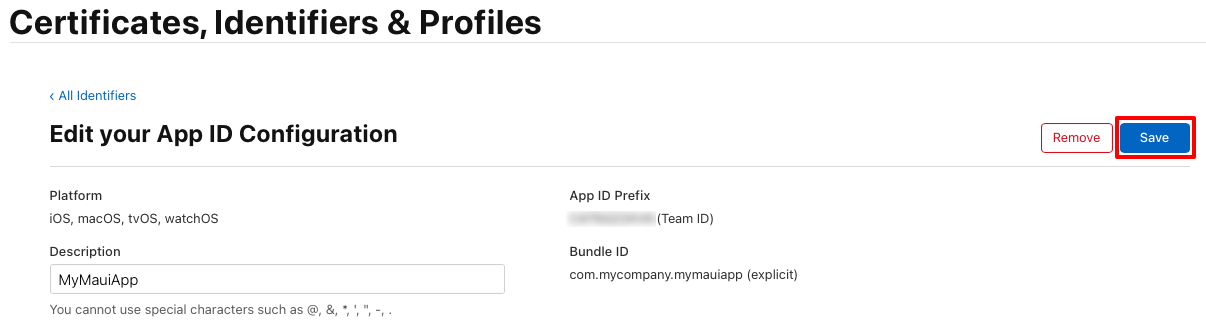 Certificates, Identifiers & Profiles
‹ All Identifiers
Edit your App ID Configuration
Remove
Save
Platform
iOS, macOS, tvOS, watchOS
App ID Prefix
(Team ID)
Description
MyMauiApp
You cannot use special characters such as @, &, *, ', ", -, .
Bundle ID
com.mycompany.mymauiapp (explicit)